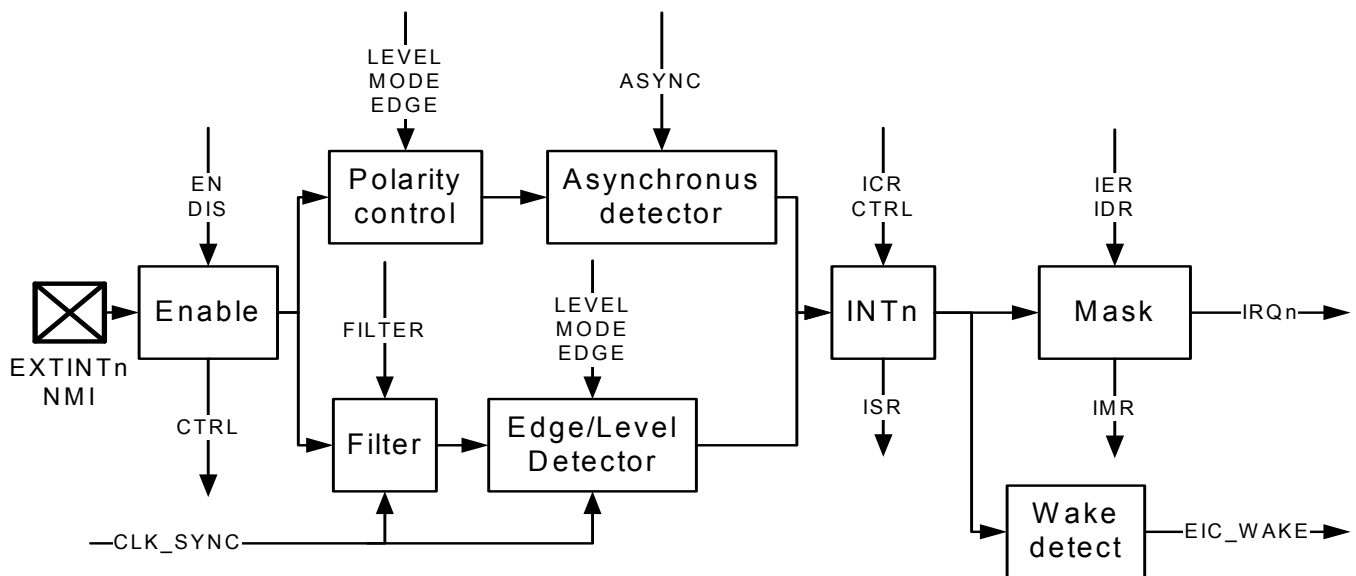 LEVEL
MODE
EDGE
ASYNC
EN
DIS
Polarity
control
Asynchronus
detector
ICR
CTRL
IER
IDR
Enable
FILTER
LEVEL
MODE
EDGE
INTn
Mask
IRQn
EXTINTn
NMI
CTRL
Filter
Edge/Level
Detector
ISR
IMR
CLK_SYNC
Wake
detect
EIC_WAKE